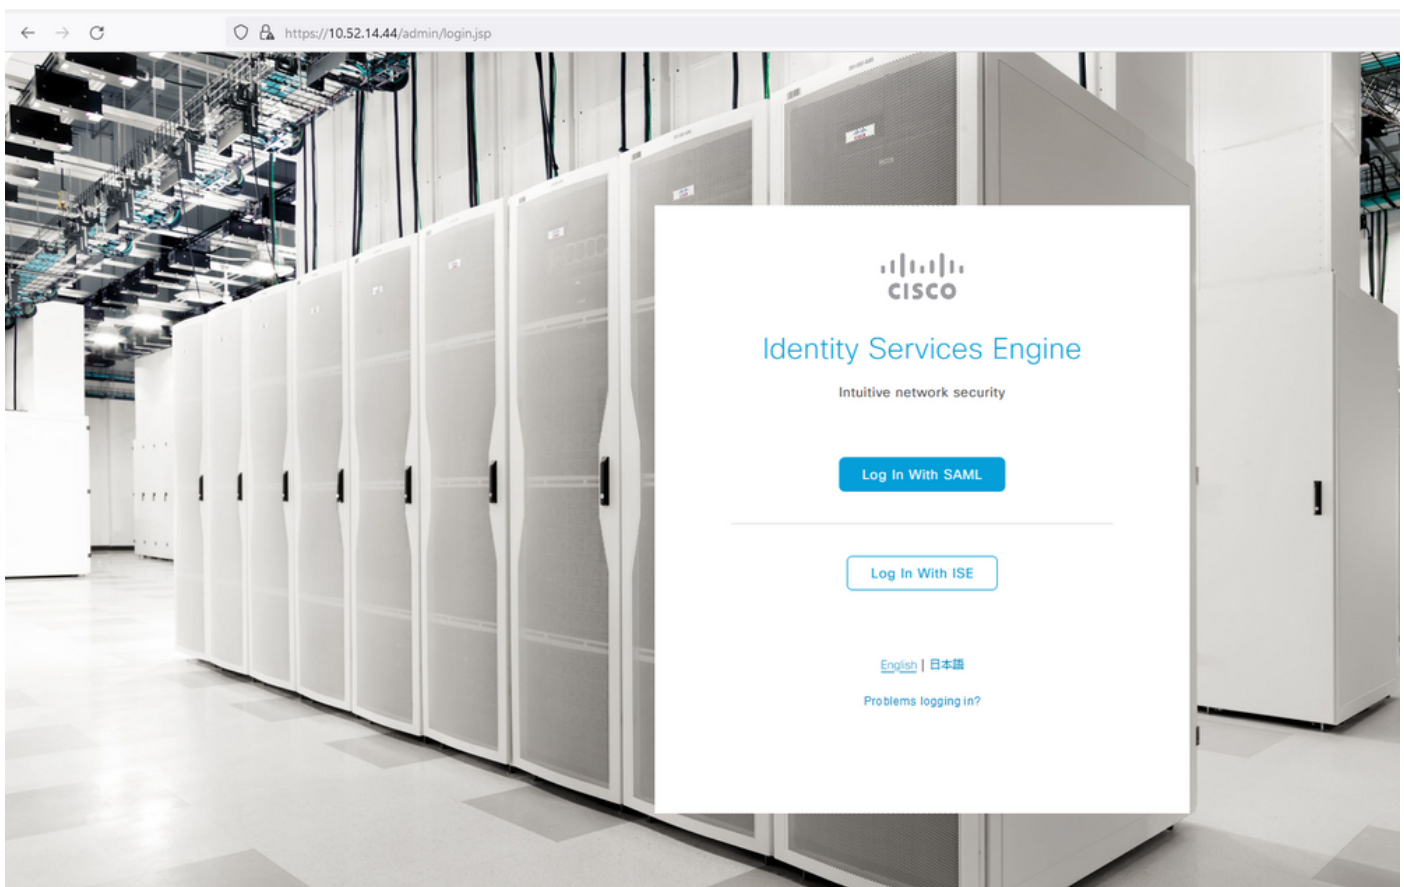 https://10.52.14.44/admin/login.jsp
CISCO
Identity Services Engine
Intuitive network security
Log In With SAML
Log In With ISE
English | 日本語
Problems logging in?